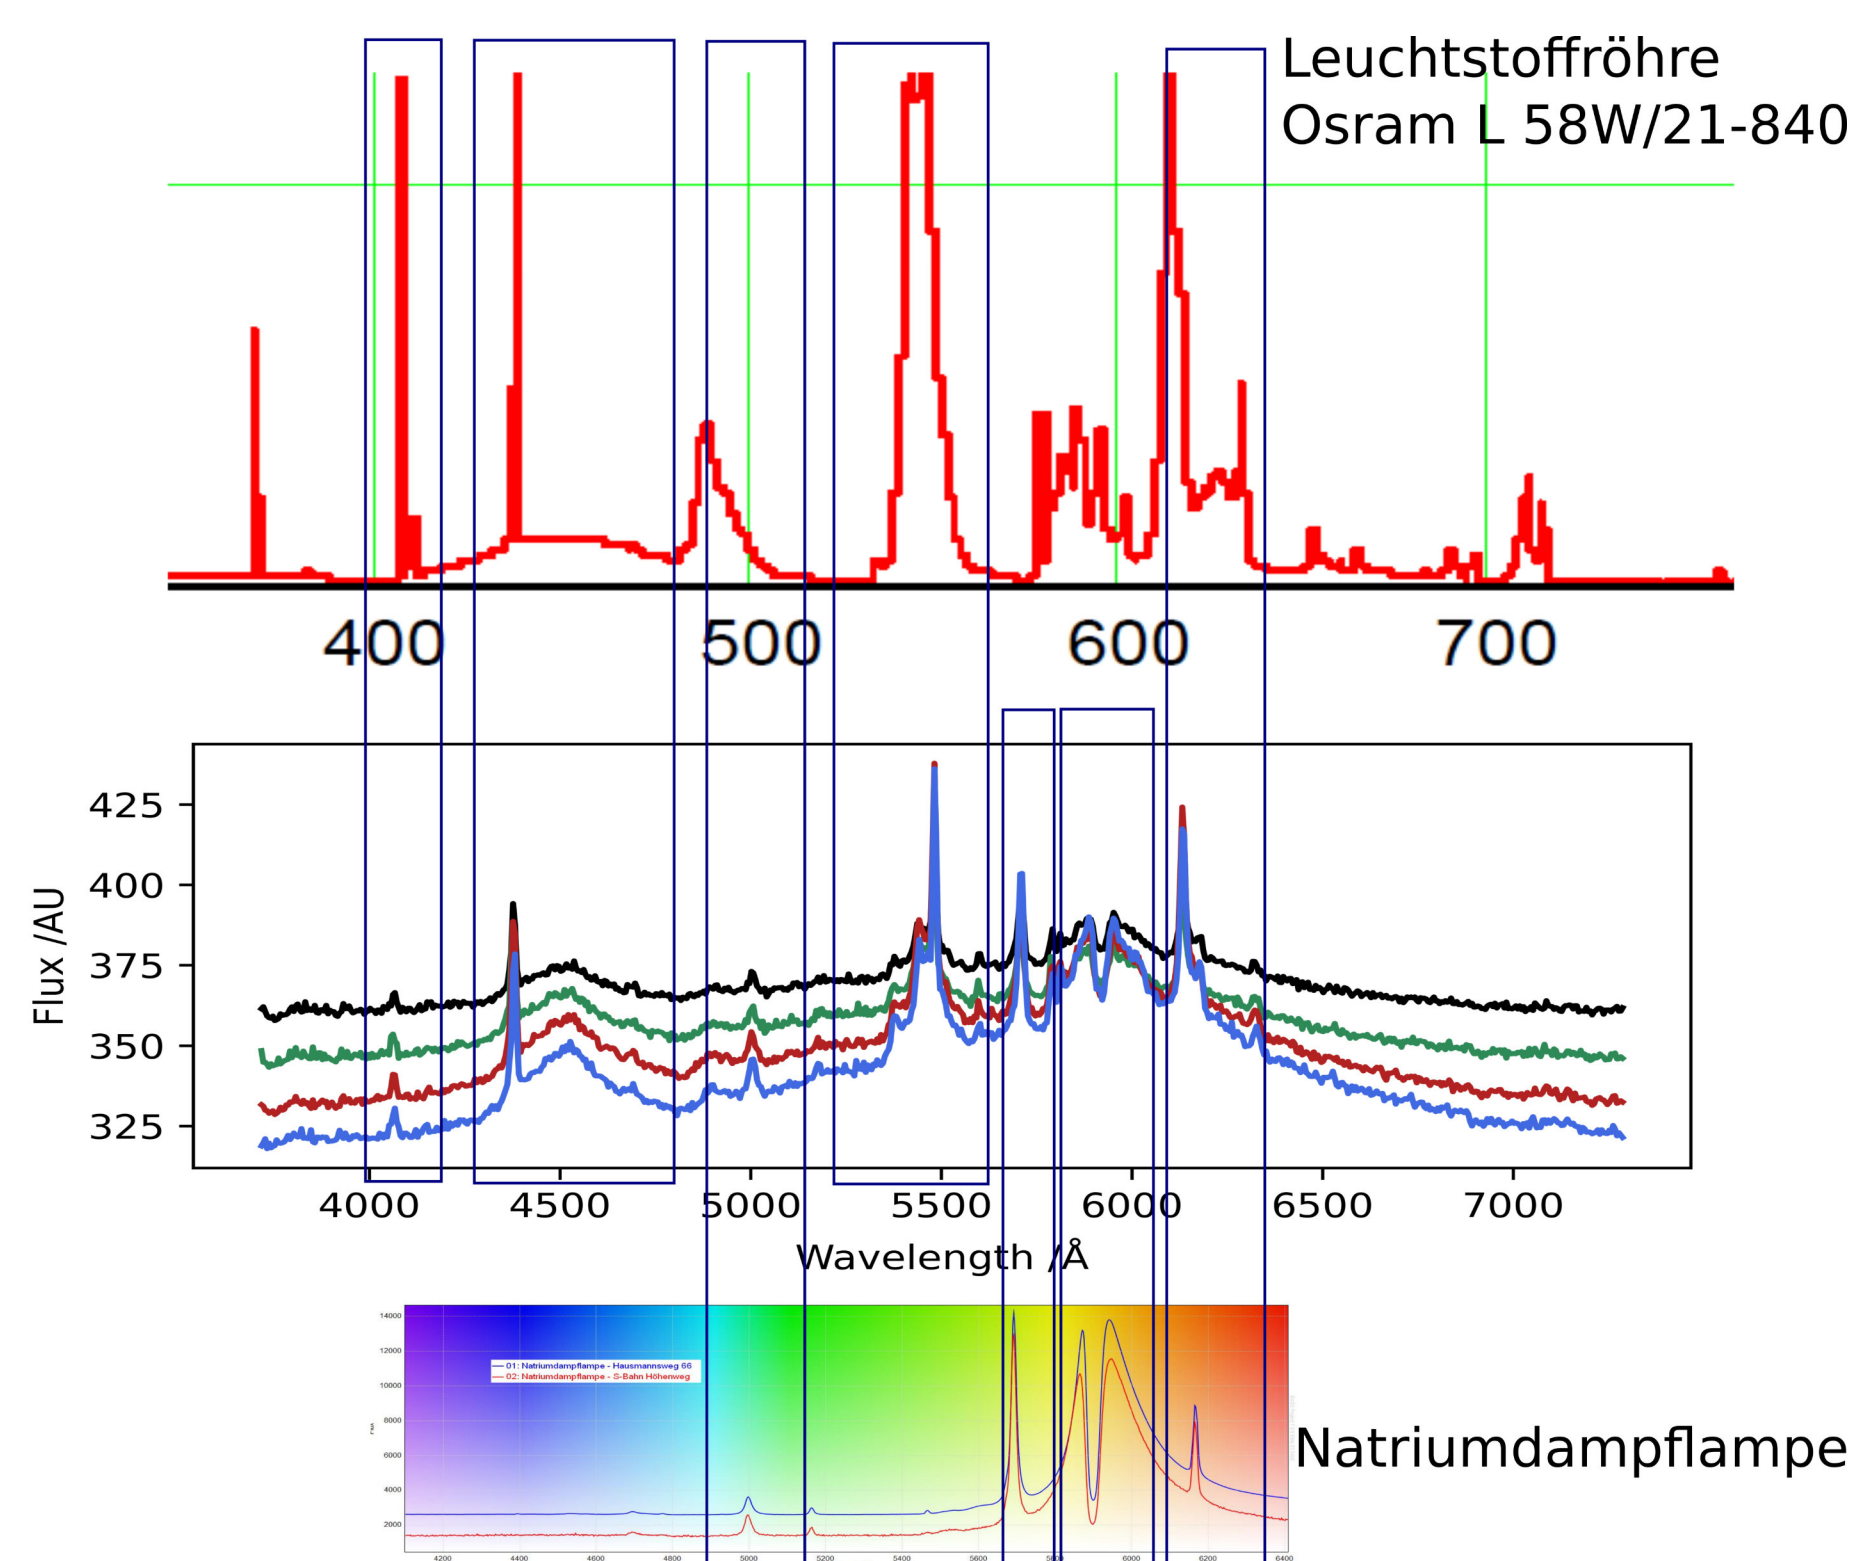 Leuchtstoffröhre
Osram L 58W/21-840
400 500 600 700
425
400
375
350
325
Flux /AU
4000 4500 5000 5500 6000 6500 7000
Wavelength /Å
14000
12000
10000
8000
6000
4000
2000
01: Natriumdampflampe - Hausmannsweg 66
02: Natriumdampflampe - S-Bahn Höhenweg
Natriumdampflampe
4200 4400 4600 4800 5000 5200 5400 5600 5800 6000 6200 6400